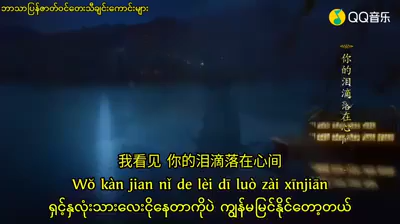 ဘာသာပြန်ဇာတ်ဝင်တေးသီချင်းကောင်းများ
QQ音乐
你的泪滴落在心
我看见 你的泪滴落在心间
Wǒ kàn jian nǐ de lèi dī luò zài xīnjiān
ရှင့်နှလုံးသားလေးငိုနေတာကိုပဲ ကျွန်မမြင်နိုင်တော့တယ်